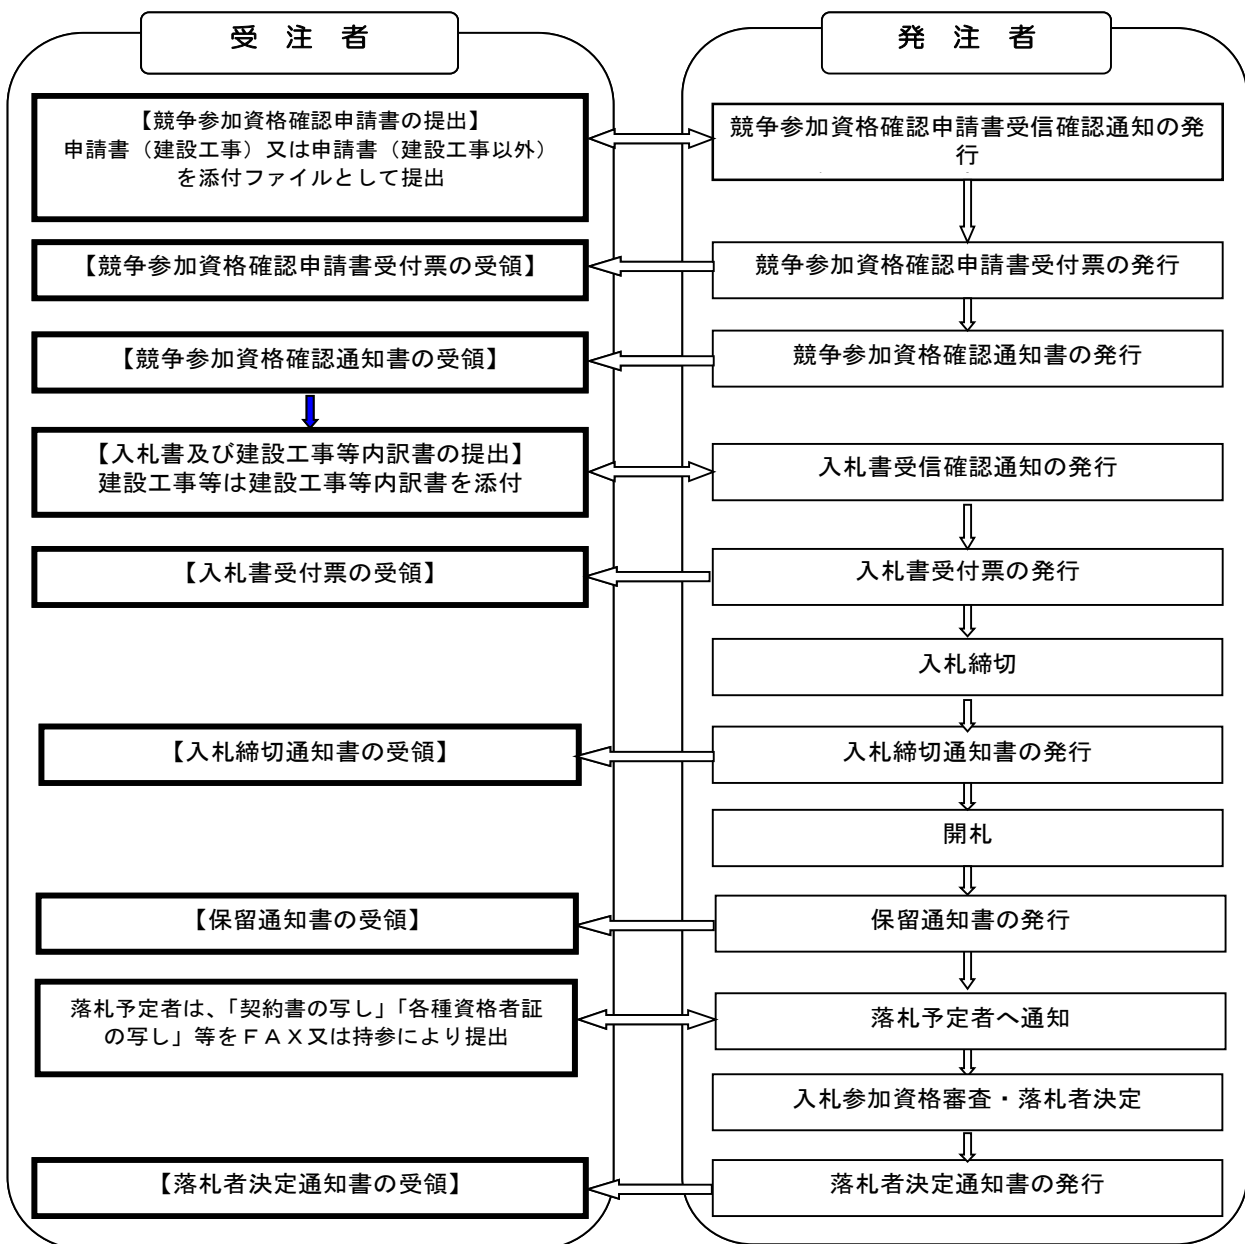 受 注 者
発 注 者
【競争参加資格確認申請書の提出】
申請書（建設工事）又は申請書（建設工事以外）
を添付ファイルとして提出
競争参加資格確認申請書受信確認通知の発
行
【競争参加資格確認申請書受付票の受領】
競争参加資格確認申請書受付票の発行
【競争参加資格確認通知書の受領】
競争参加資格確認通知書の発行
【入札書及び建設工事等内訳書の提出】
建設工事等は建設工事等内訳書を添付
入札書受信確認通知の発行
【入札書受付票の受領】
入札書受付票の発行
入札締切
【入札締切通知書の受領】
入札締切通知書の発行
開札
【保留通知書の受領】
保留通知書の発行
落札予定者は、「契約書の写し」「各種資格者証
の写し」等をＦＡＸ又は持参により提出
落札予定者へ通知
入札参加資格審査・落札者決定
【落札者決定通知書の受領】
落札者決定通知書の発行